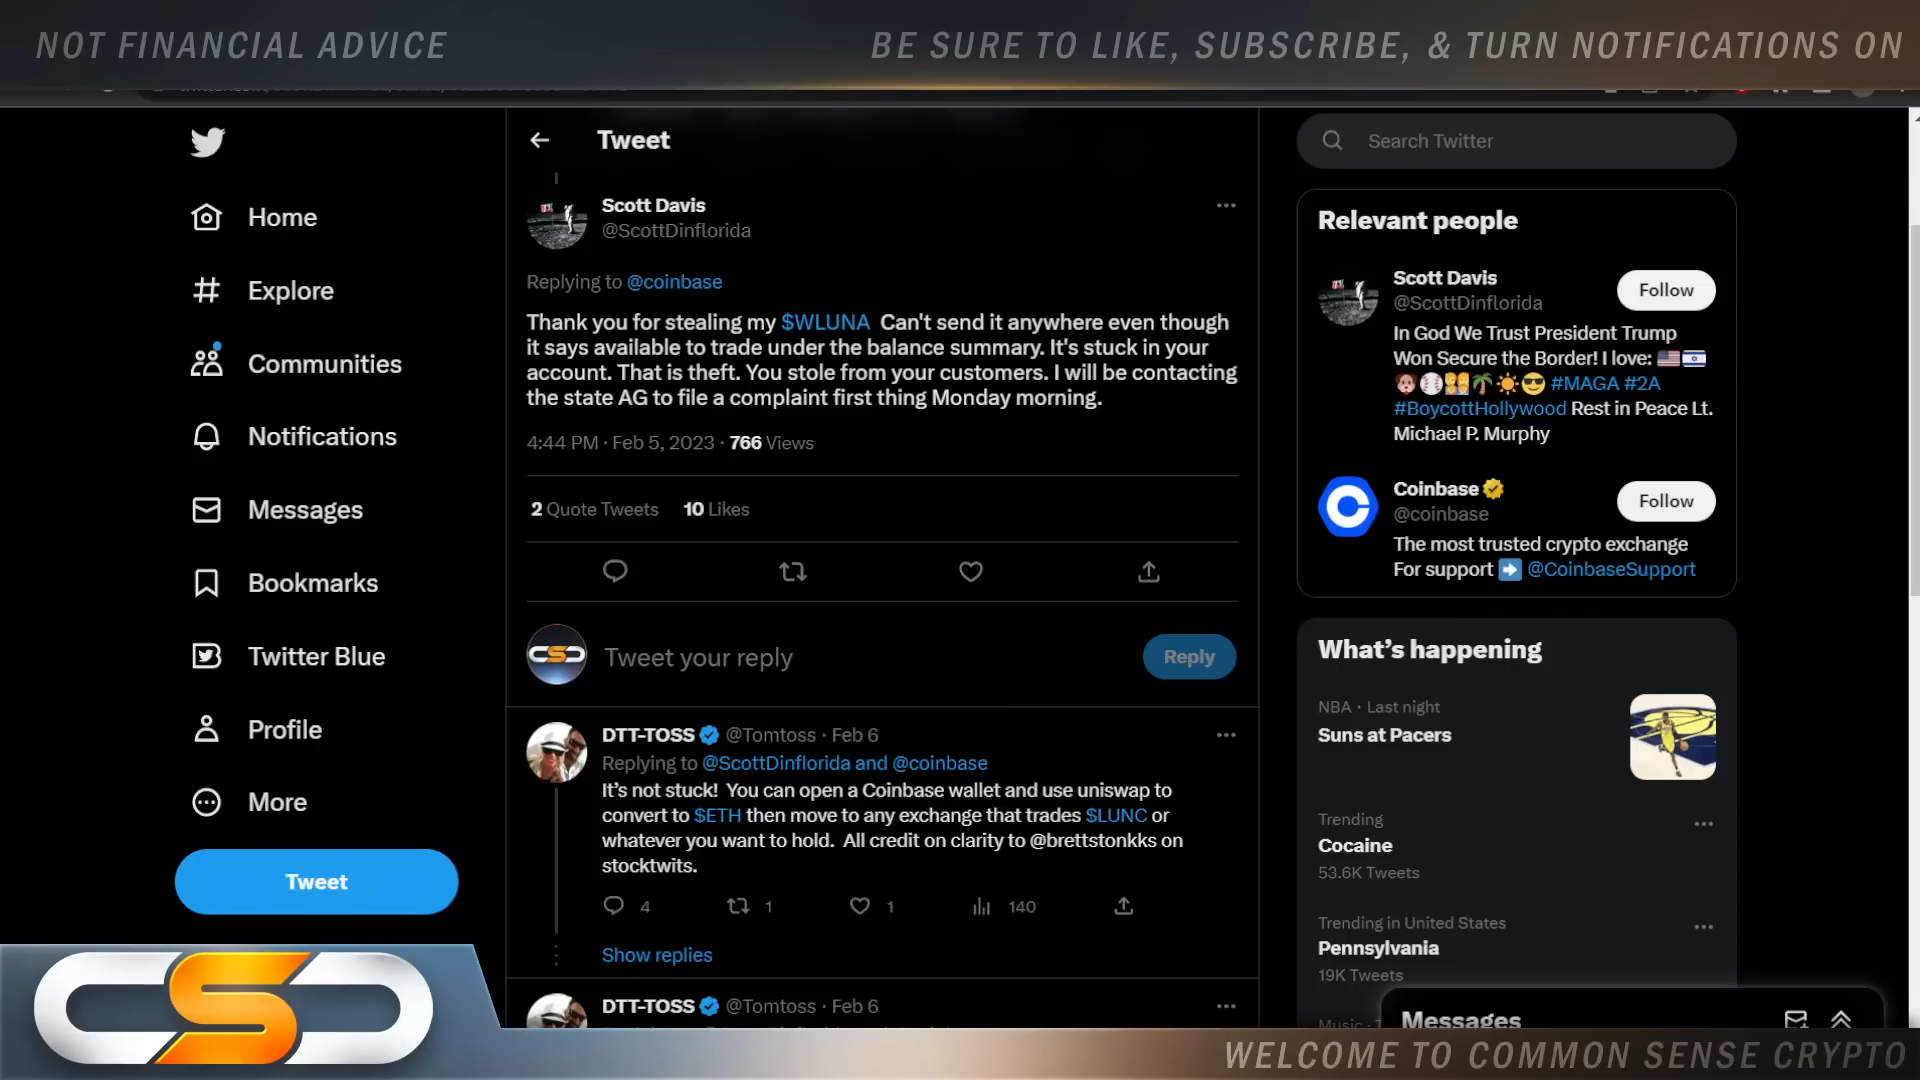 NOT FINANCIAL ADVICE
BE SURE TO LIKE, SUBSCRIBE, & TURN NOTIFICATIONS ON
Home
Explore
Communities
Notifications
Messages
Bookmarks
Twitter Blue
Profile
More
Tweet
Tweet
Scott Davis
@ScottDinflorida
Replying to @coinbase
Thank you for stealing my $WLUNA Can't send it anywhere even though
it says available to trade under the balance summary. It's stuck in your
account. That is theft. You stole from your customers. I will be contacting
the state AG to file a complaint first thing Monday morning.
4:44 PM · Feb 5, 2023 · 766 Views
2 Quote Tweets 10 Likes
CSC
Tweet your reply
Reply
DTT-TOSS @Tomtoss · Feb 6
Replying to @ScottDinflorida and @coinbase
It's not stuck! You can open a Coinbase wallet and use uniswap to
convert to $ETH then move to any exchange that trades $LUNC or
whatever you want to hold. All credit on clarity to @brettstonkks on
stocktwits.
4 1 1 140
Show replies
DTT-TOSS @Tomtoss · Feb 6
Search Twitter
Relevant people
Scott Davis
@ScottDinflorida
Follow
In God We Trust President Trump
Won Secure the Border! I love: 🇺🇸🇮🇱
🐶⚾👭🌴☀😎 #MAGA #2A
#BoycottHollywood Rest in Peace Lt.
Michael P. Murphy
Coinbase
@coinbase
Follow
The most trusted crypto exchange
For support ➡ @CoinbaseSupport
What's happening
NBA · Last night
Suns at Pacers
Trending
Cocaine
53.6K Tweets
Trending in United States
Pennsylvania
19K Tweets
Messages
CSC
WELCOME TO COMMON SENSE CRYPTO